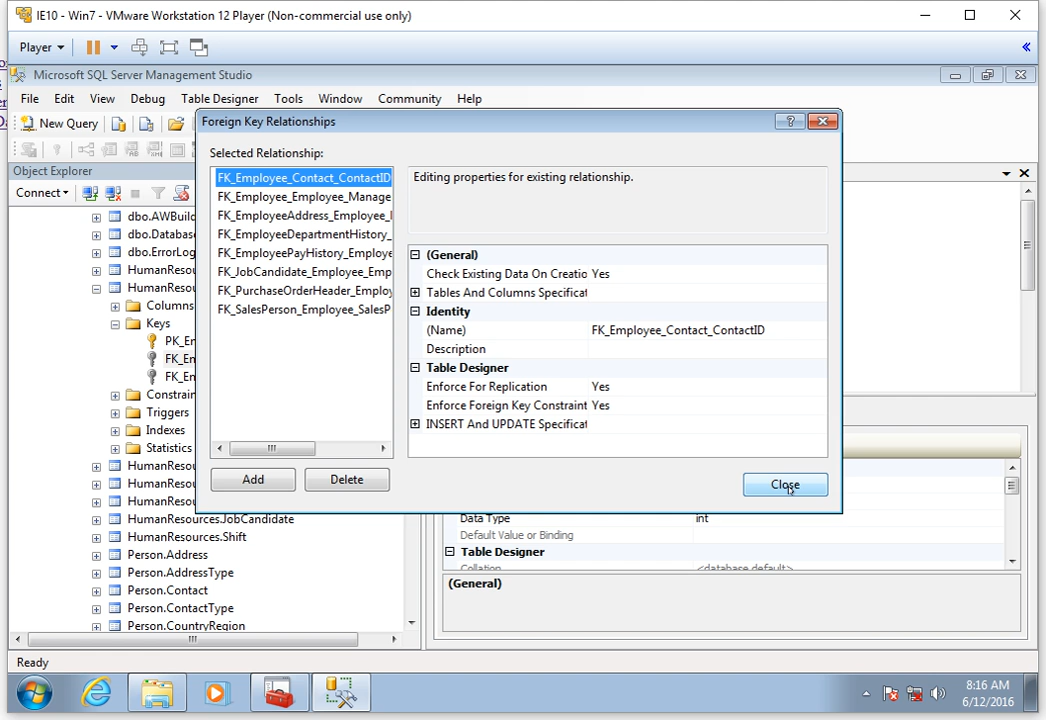 IE10 - Win7 - VMware Workstation 12 Player (Non-commercial use only)
Player
Microsoft SQL Server Management Studio
File Edit View Debug Table Designer Tools Window Community Help
New Query
Foreign Key Relationships
Selected Relationship:
Object Explorer
Connect
FK_Employee_Contact_ContactID
FK_Employee_Employee_Manage
FK_EmployeeAddress_Employee_
FK_EmployeeDepartmentHistory_
FK_EmployeePayHistory_Employe
FK_JobCandidate_Employee_Emp
FK_PurchaseOrderHeader_Employ
FK_SalesPerson_Employee_SalesP
Add
Delete
Editing properties for existing relationship.
(General)
Check Existing Data On Creatio Yes
Tables And Columns Specificat
Identity
(Name) FK_Employee_Contact_ContactID
Description
Table Designer
Enforce For Replication Yes
Enforce Foreign Key Constraint Yes
INSERT And UPDATE Specificat
Close
dbo.AWBuil
dbo.Databas
dbo.ErrorLog
HumanResou
HumanResou
Columns
Keys
PK_En
FK_En
FK_En
Constrain
Triggers
Indexes
Statistics
HumanResou
HumanResou
HumanResou
HumanResources.JobCandidate
HumanResources.Shift
Person.Address
Person.AddressType
Person.Contact
Person.ContactType
Person.CountryRegion
Data Type int
Default Value or Binding
Table Designer
Collation <database default>
(General)
Ready
8:16 AM
6/12/2016